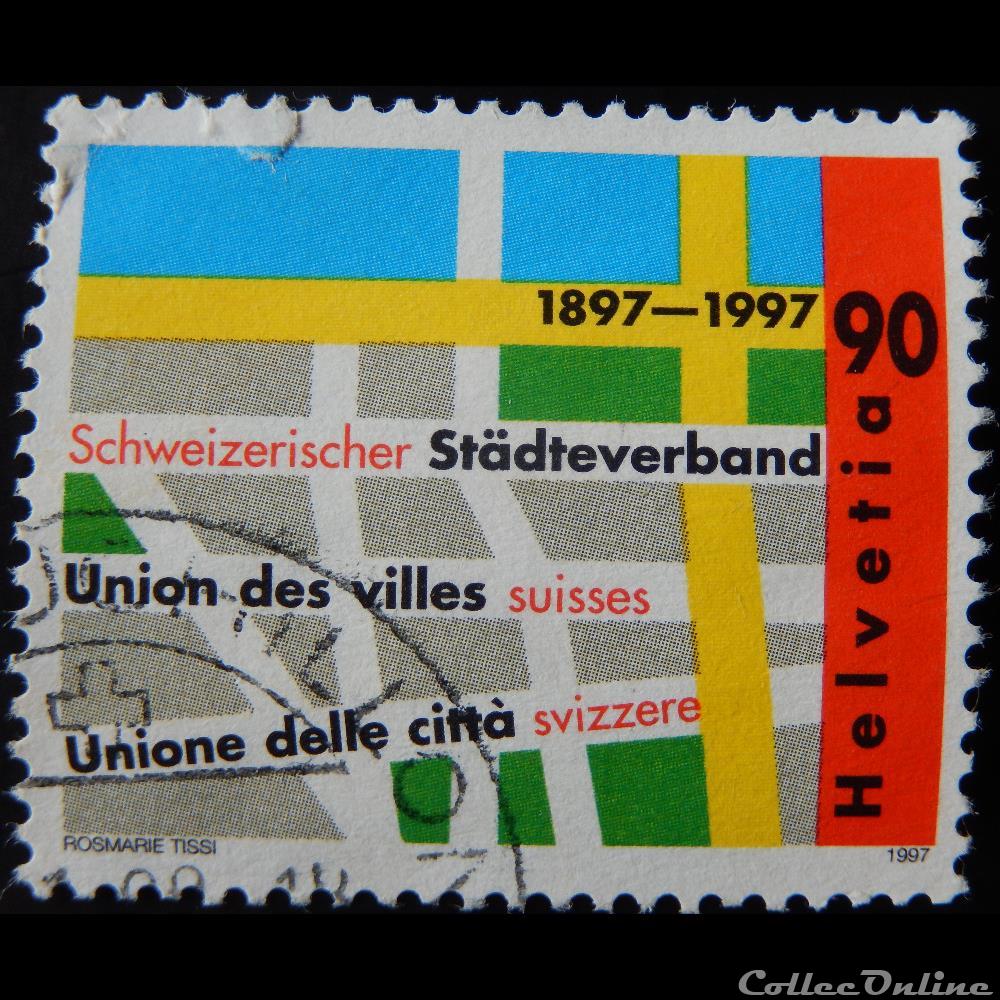 1897—1997
90
Helvetia
Schweizerischer Städteverband
Union des villes suisses
Unione delle città svizzere
ROSMARIE TISSI
1997
CollecOnline